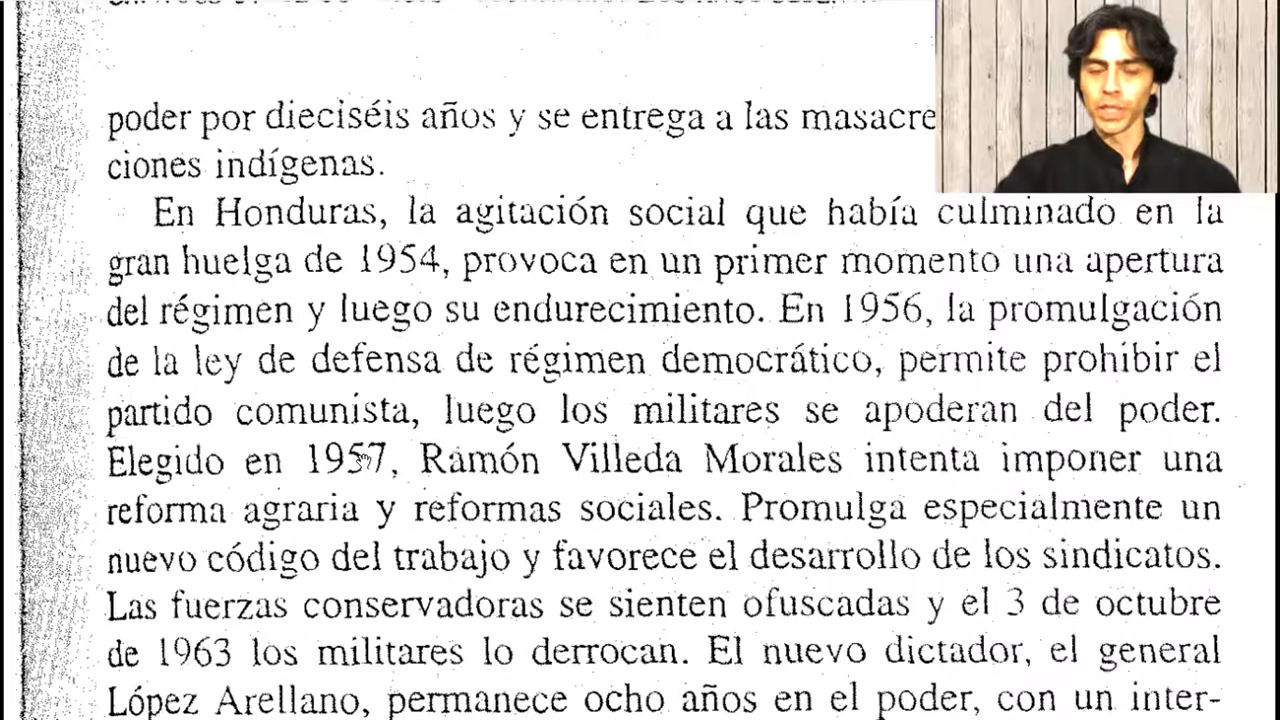 poder por dieciséis años y se entrega a las masacre
ciones indígenas.
En Honduras, la agitación social que había culminado en la
gran huelga de 1954, provoca en un primer momento una apertura
del régimen y luego su endurecimiento. En 1956, la promulgación
de la ley de defensa de régimen democrático, permite prohibir el
partido comunista, luego los militares se apoderan del poder.
Elegido en 1957, Ramón Villeda Morales intenta imponer una
reforma agraria y reformas sociales. Promulga especialmente un
nuevo código del trabajo y favorece el desarrollo de los sindicatos.
Las fuerzas conservadoras se sienten ofuscadas y el 3 de octubre
de 1963 los militares lo derrocan. El nuevo dictador, el general
López Arellano, permanece ocho años en el poder, con un inter-